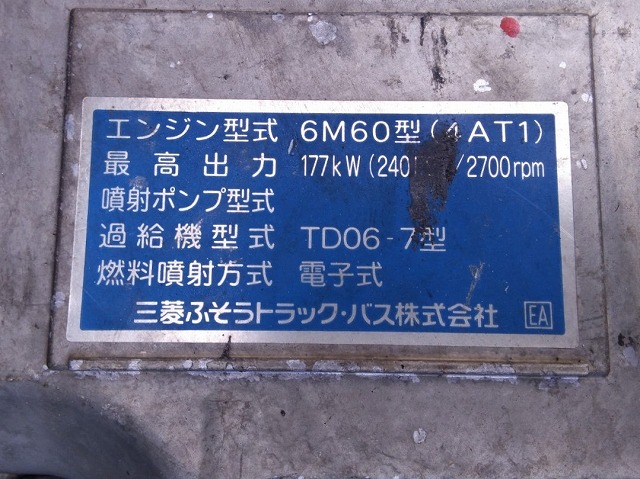 エンジン型式 6M60型(4AT1)
最高出力 177kW(240 /2700rpm
噴射ポンプ型式
過給機型式 TD06-7型
燃料噴射方式 電子式
三菱ふそうトラック・バス株式会社 EA